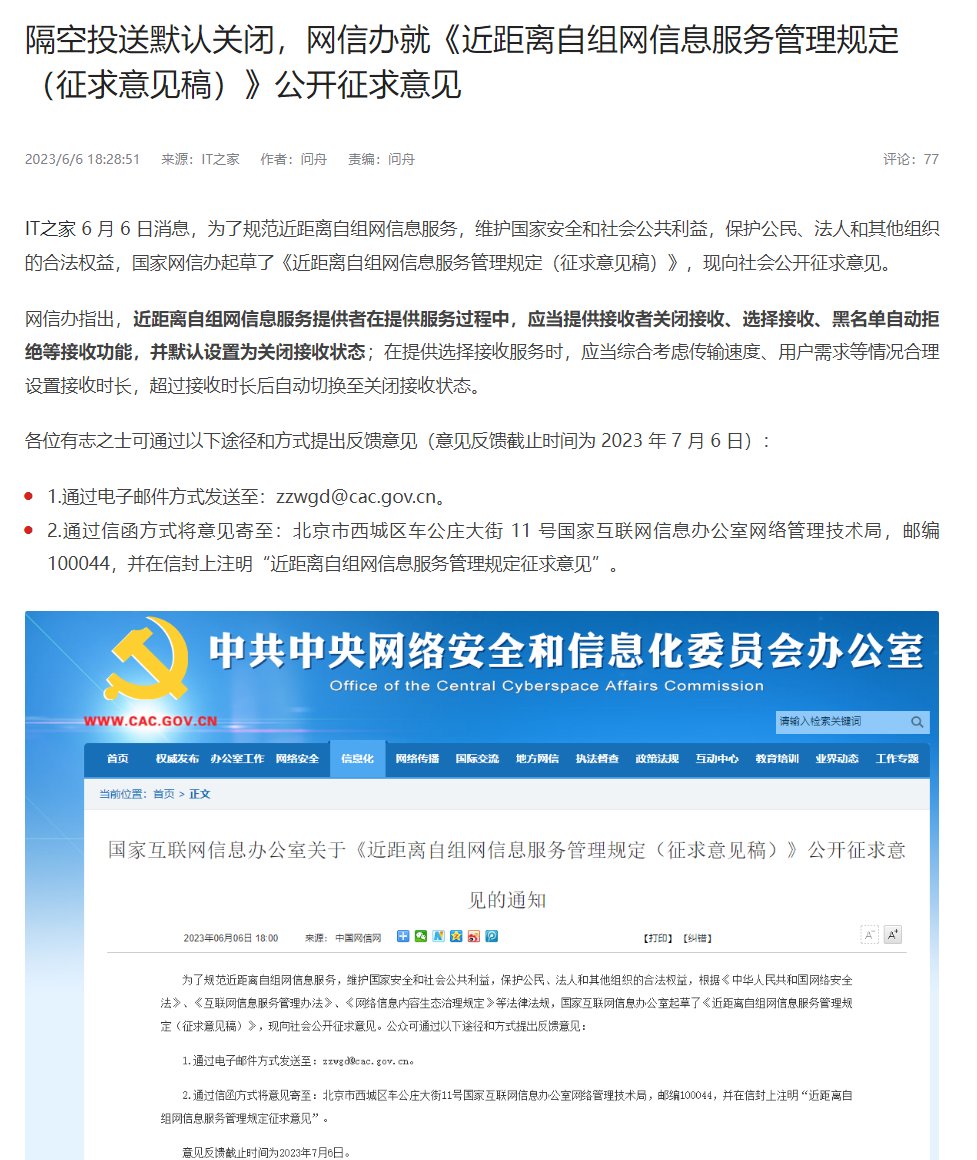 隔空投送默认关闭，网信办就《近距离自组网信息服务管理规定
（征求意见稿）》公开征求意见
2023/6/6 18:28:51 来源：IT之家 作者：问舟 责编：问舟 评论：77
IT之家 6 月 6 日消息，为了规范近距离自组网信息服务，维护国家安全和社会公共利益，保护公民、法人和其他组织
的合法权益，国家网信办起草了《近距离自组网信息服务管理规定（征求意见稿）》，现向社会公开征求意见。
网信办指出，近距离自组网信息服务提供者在提供服务过程中，应当提供接收者关闭接收、选择接收、黑名单自动拒
绝等接收功能，并默认设置为关闭接收状态；在提供选择接收服务时，应当综合考虑传输速度、用户需求等情况合理
设置接收时长，超过接收时长后自动切换至关闭接收状态。
各位有志之士可通过以下途径和方式提出反馈意见（意见反馈截止时间为 2023 年 7 月 6 日）：
1.通过电子邮件方式发送至：zzwgd@cac.gov.cn。
2.通过信函方式将意见寄至：北京市西城区车公庄大街 11 号国家互联网信息办公室网络管理技术局，邮编
100044，并在信封上注明“近距离自组网信息服务管理规定征求意见”。
中共中央网络安全和信息化委员会办公室
Office of the Central Cyberspace Affairs Commission
WWW.CAC.GOV.CN
请输入检索关键词
首页 权威发布 办公室工作 网络安全 信息化 网络传播 国际交流 地方网信 执法督查 政策法规 互动中心 教育培训 业界动态 工作专题
当前位置：首页 > 正文
国家互联网信息办公室关于《近距离自组网信息服务管理规定（征求意见稿）》公开征求意
见的通知
2023年06月06日 18:00 来源：中国网信网 【打印】【纠错】 A- A+
为了规范近距离自组网信息服务，维护国家安全和社会公共利益，保护公民、法人和其他组织的合法权益，根据《中华人民共和国网络安全
法》、《互联网信息服务管理办法》、《网络信息内容生态治理规定》等法律法规，国家互联网信息办公室起草了《近距离自组网信息服务管理规
定（征求意见稿）》，现向社会公开征求意见。公众可通过以下途径和方式提出反馈意见：
1.通过电子邮件方式发送至：zzwgd@cac.gov.cn。
2.通过信函方式将意见寄至：北京市西城区车公庄大街11号国家互联网信息办公室网络管理技术局，邮编100044，并在信封上注明“近距离自
组网信息服务管理规定征求意见”。
意见反馈截止时间为2023年7月6日。